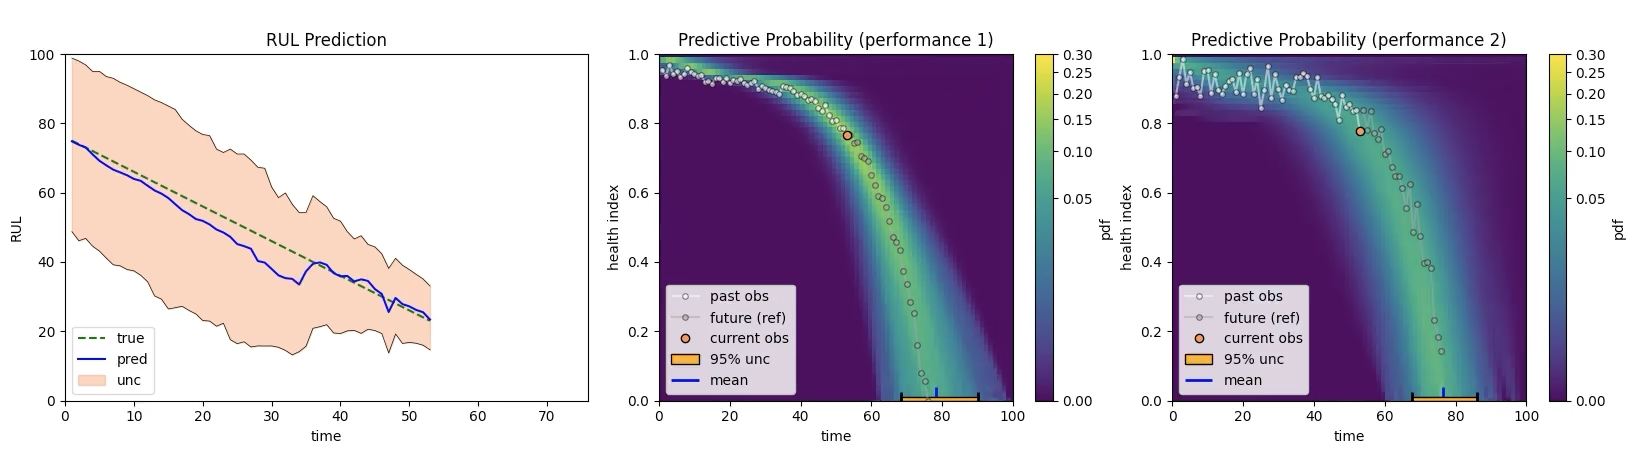 RUL Prediction
RUL
100
80
60
40
20
0
true
pred
unc
0 10 20 30 40 50 60 70
time
Predictive Probability (performance 1)
health index
1.0
0.8
0.6
0.4
0.2
0.0
past obs
future (ref)
current obs
95% unc
mean
0 20 40 60 80 100
time
0.30
0.25
0.20
0.15
0.10
0.05
0.00
pdf
Predictive Probability (performance 2)
health index
1.0
0.8
0.6
0.4
0.2
0.0
past obs
future (ref)
current obs
95% unc
mean
0 20 40 60 80 100
time
0.30
0.25
0.20
0.15
0.10
0.05
0.00
pdf